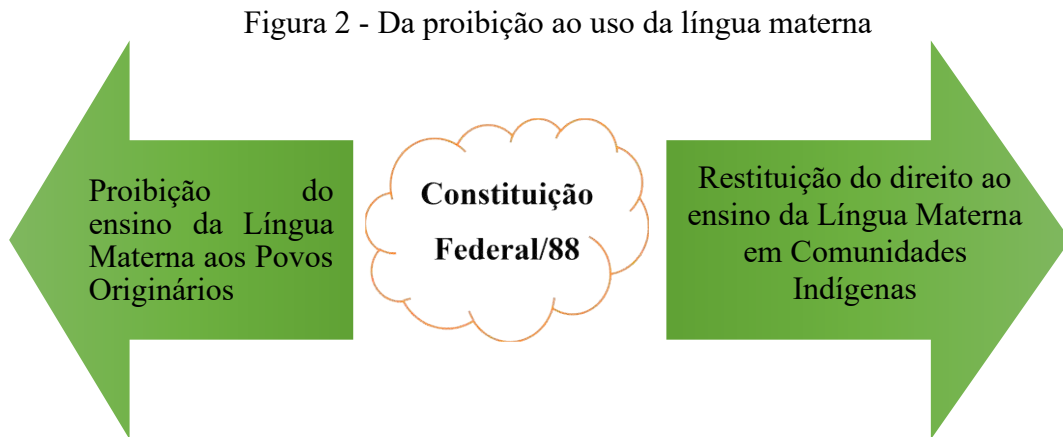 Figura 2 - Da proibição ao uso da língua materna
Proibição do
ensino da Língua
Materna aos Povos
Originários
Constituição
Federal/88
Restituição do direito ao
ensino da Língua Materna
em Comunidades
Indígenas